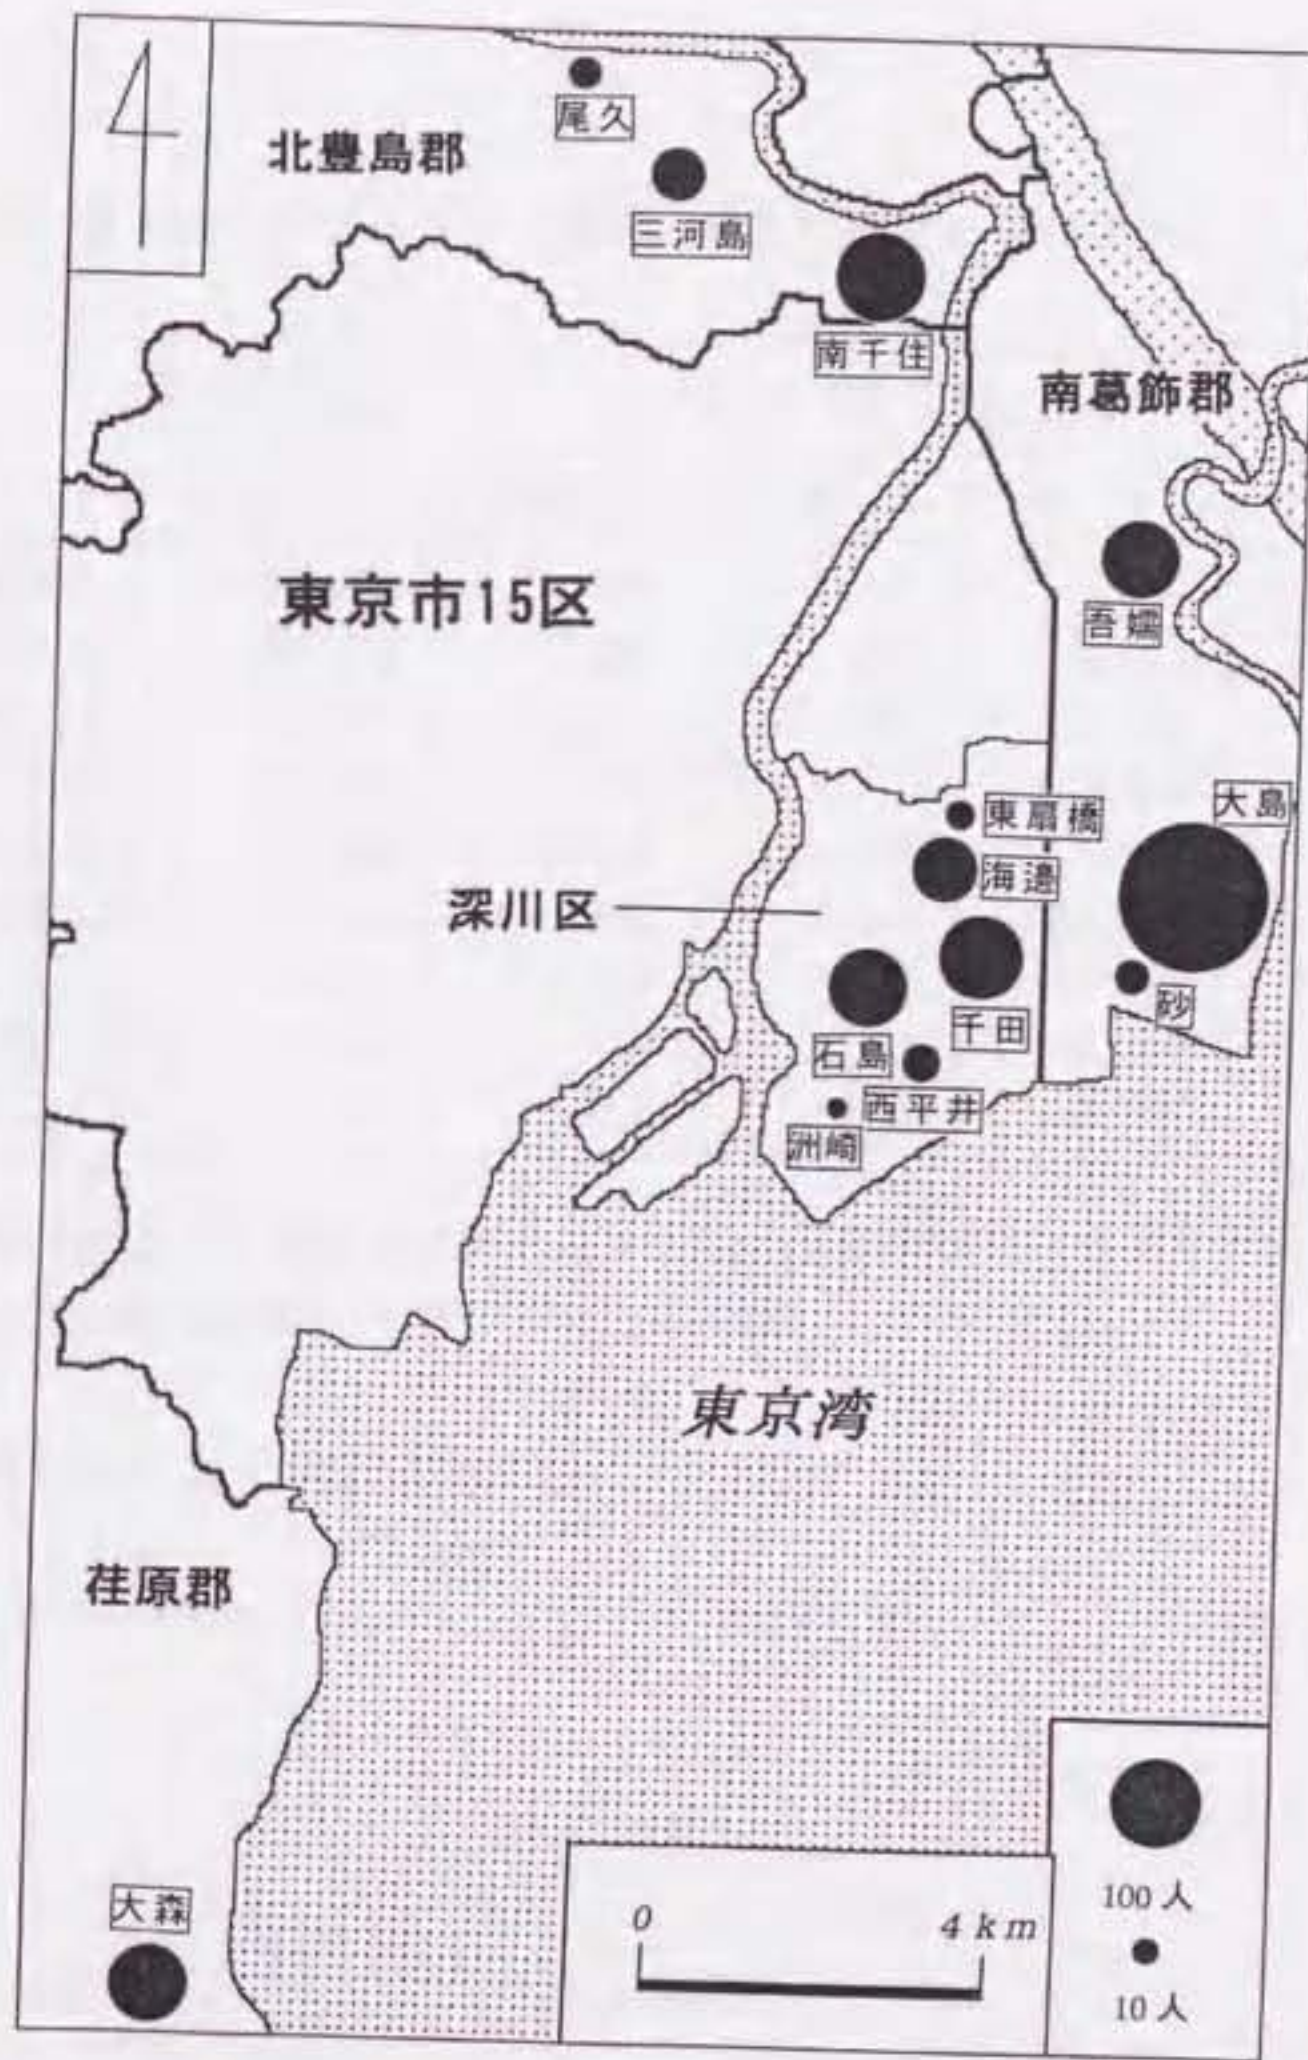 尾久
北豊島郡
三河島
南千住
南葛飾郡
東京市15区
吾嬬
大島
東扇橋
海邉
深川区
千田
砂
石島
西平井
洲崎
東京湾
荏原郡
大森
0 4km
100人
10人